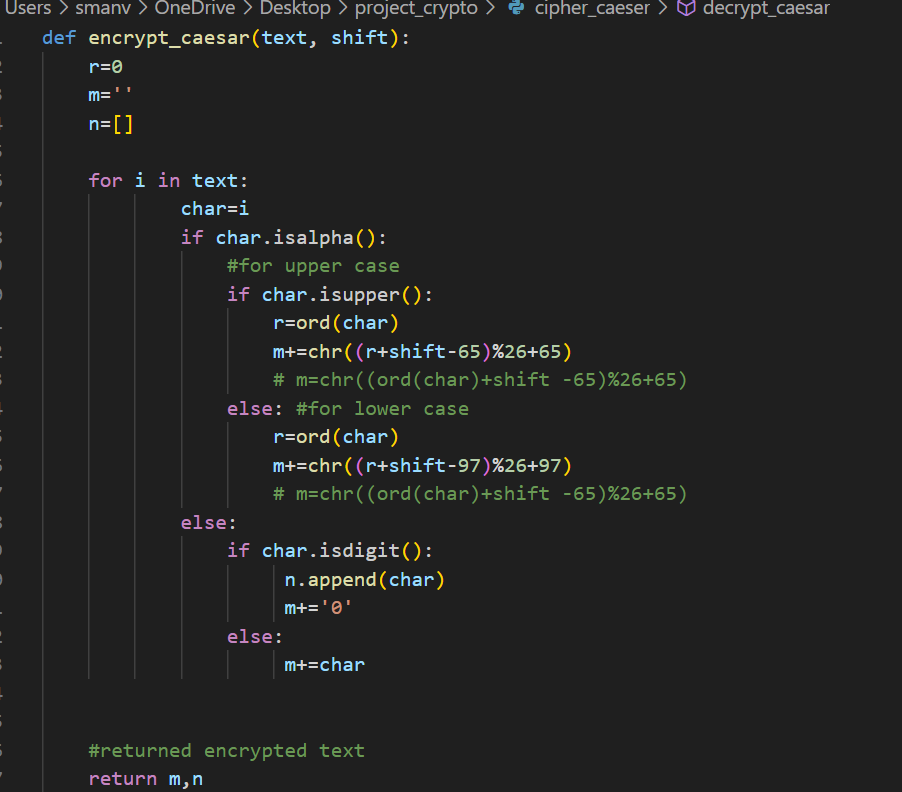 Users > smanv > OneDrive > Desktop > project_crypto > cipher_caeser > decrypt_caesar
def encrypt_caesar(text, shift):
    r=0
    m=''
    n=[]
    for i in text:
            char=i
            if char.isalpha():
                #for upper case
                if char.isupper():
                    r=ord(char)
                    m+=chr((r+shift-65)%26+65)
                    # m=chr((ord(char)+shift -65)%26+65)
                else: #for lower case
                    r=ord(char)
                    m+=chr((r+shift-97)%26+97)
                    # m=chr((ord(char)+shift -65)%26+65)
            else:
                if char.isdigit():
                     n.append(char)
                     m+='0'
                else:
                     m+=char
    #returned encrypted text
    return m,n